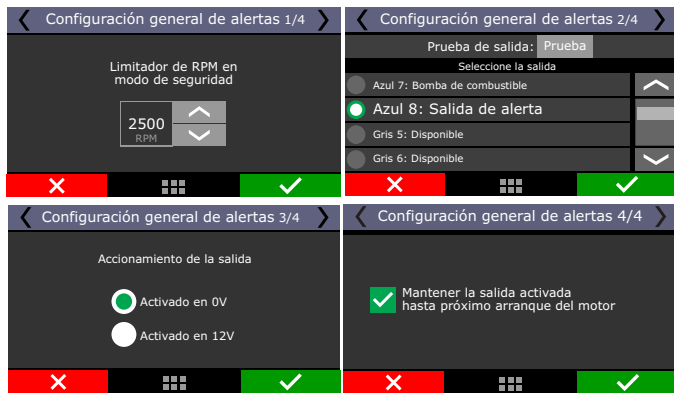 Configuración general de alertas 1/4
Limitador de RPM en
modo de seguridad
2500
RPM
Configuración general de alertas 2/4
Prueba de salida: Prueba
Seleccione la salida
Azul 7: Bomba de combustible
Azul 8: Salida de alerta
Gris 5: Disponible
Gris 6: Disponible
Configuración general de alertas 3/4
Accionamiento de la salida
Activado en 0V
Activado en 12V
Configuración general de alertas 4/4
Mantener la salida activada
hasta próximo arranque del motor